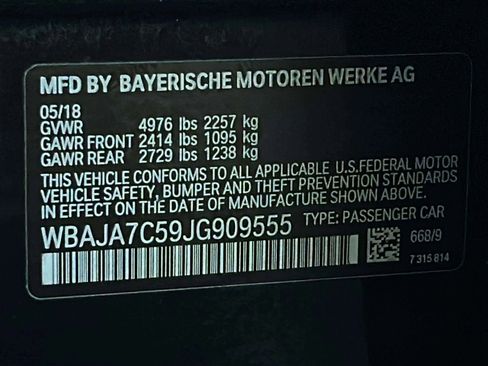 MFD BY BAYERISCHE MOTOREN WERKE AG
05/18
GVWR 4976 lbs 2257 kg
GAWR FRONT 2414 lbs 1095 kg
GAWR REAR 2729 lbs 1238 kg
THIS VEHICLE CONFORMS TO ALL APPLICABLE U.S.FEDERAL MOTOR
VEHICLE SAFETY, BUMPER AND THEFT PREVENTION STANDARDS
IN EFFECT ON THE DATE OF MANUFACTURE SHOWN ABOVE.
WBAJA7C59JG909555 TYPE: PASSENGER CAR
668/9
7 315 814